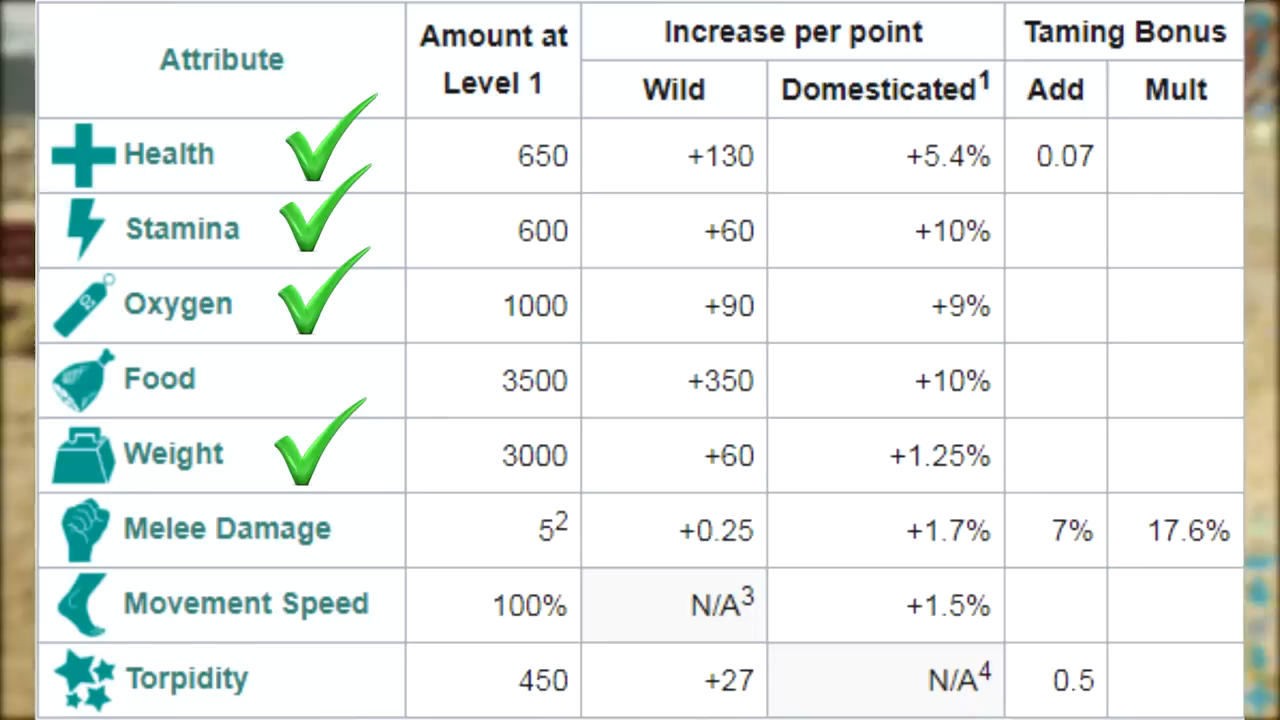 Attribute Amount at Level 1 Increase per point Taming Bonus
Wild Domesticated¹ Add Mult
Health 650 +130 +5.4% 0.07
Stamina 600 +60 +10%
O₂ Oxygen 1000 +90 +9%
Food 3500 +350 +10%
Weight 3000 +60 +1.25%
Melee Damage 5² +0.25 +1.7% 7% 17.6%
Movement Speed 100% N/A³ +1.5%
Torpidity 450 +27 N/A⁴ 0.5